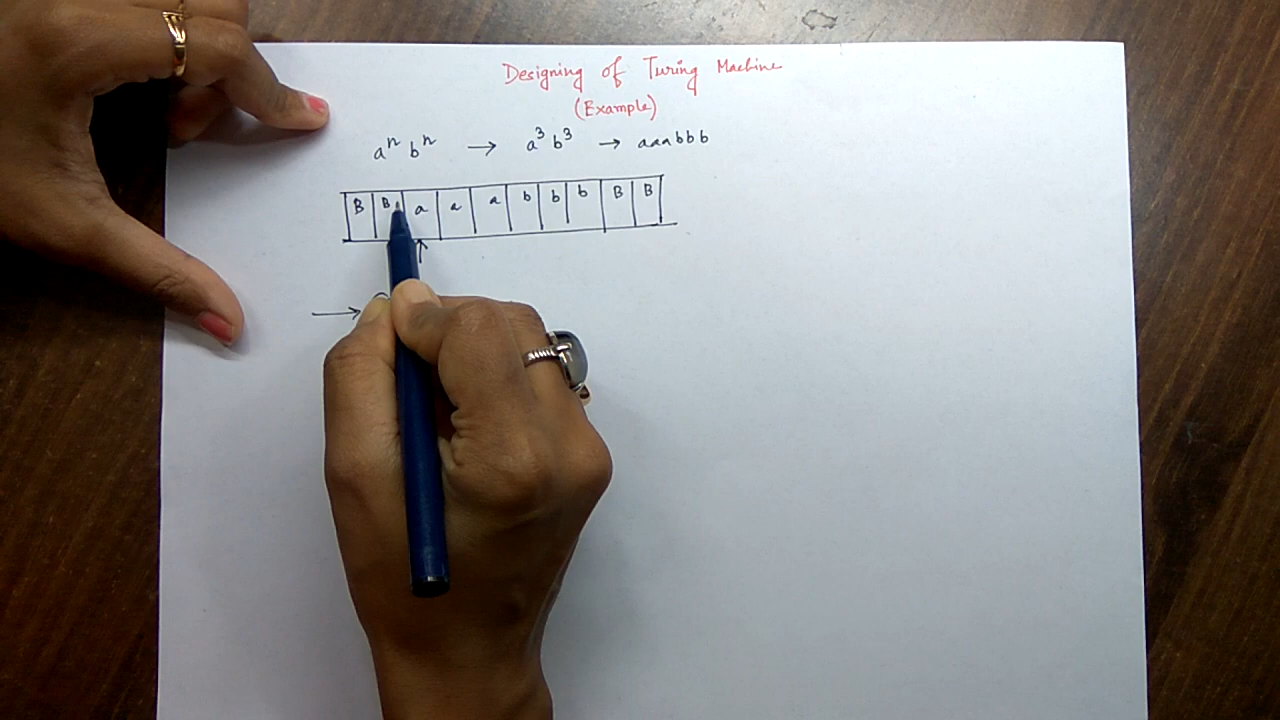 Designing of Turing Machine
(Example)
aⁿ bⁿ → a³ b³ → aaabbb
B B a a a b b b B B